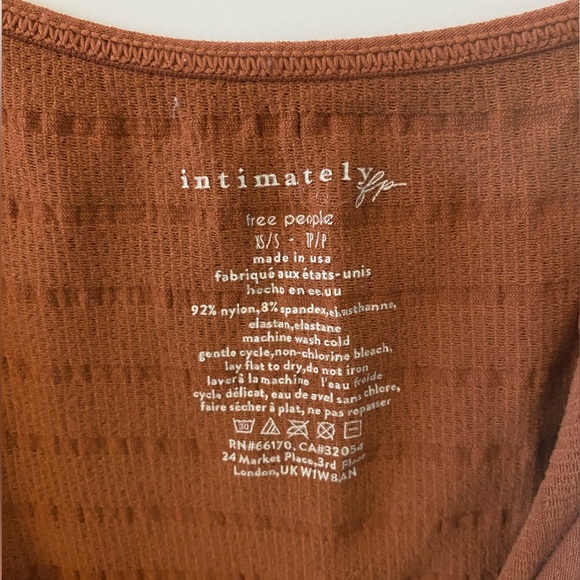 intimately
fp
free people
XS/S - TP/P
made in usa
fabriqué aux états-unis
hecho en ee.uu
92% nylon,8% spandex,elausthanne,
elastan,elastane
machine wash cold
gentle cycle,non-chlorine bleach,
lay flat to dry,do not iron
laver à la machine l'eau froide
cycle délicat, eau de avel sans chlore,
faire sécher à plat, ne pas repasser
30
RN#66170, CA#32054
24 Market Place,3rd Floor
London,UK W1W8AN